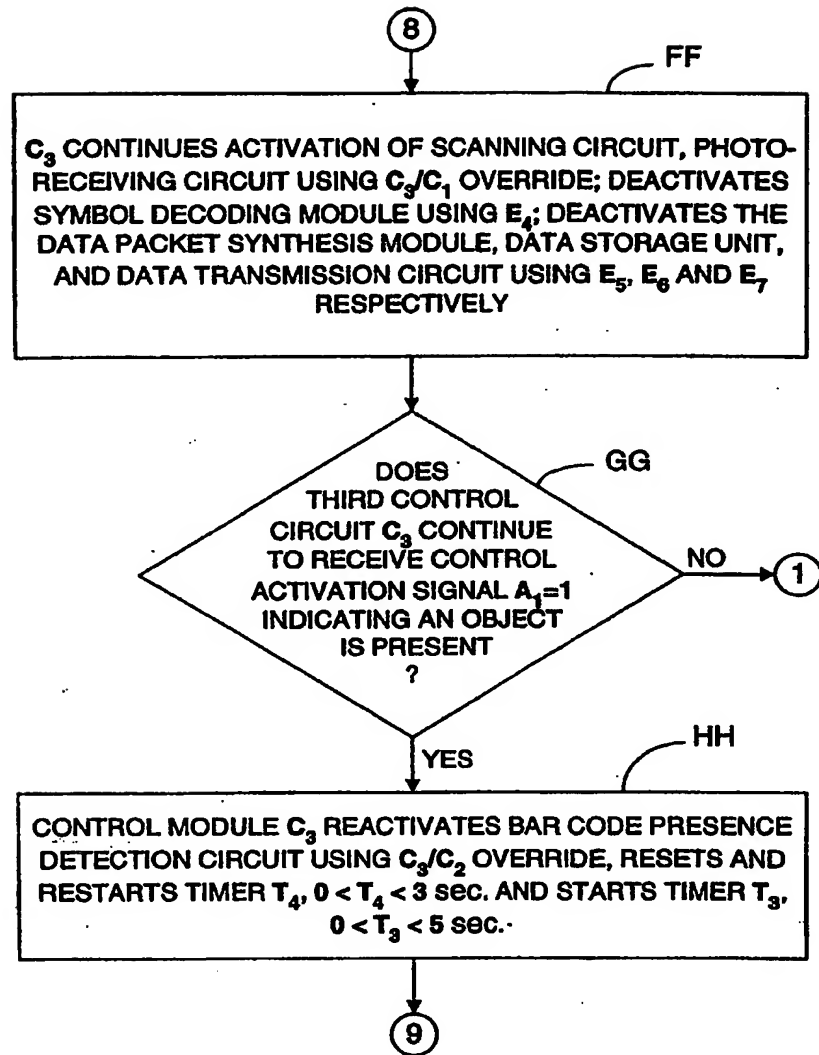 8
FF
C₃ CONTINUES ACTIVATION OF SCANNING CIRCUIT, PHOTO-
RECEIVING CIRCUIT USING C₃/C₁ OVERRIDE; DEACTIVATES
SYMBOL DECODING MODULE USING E₄; DEACTIVATES THE
DATA PACKET SYNTHESIS MODULE, DATA STORAGE UNIT,
AND DATA TRANSMISSION CIRCUIT USING E₅, E₆ AND E₇
RESPECTIVELY
GG
DOES
THIRD CONTROL
CIRCUIT C₃ CONTINUE
TO RECEIVE CONTROL
ACTIVATION SIGNAL A₁=1
INDICATING AN OBJECT
IS PRESENT
?
NO
1
YES
HH
CONTROL MODULE C₃ REACTIVATES BAR CODE PRESENCE
DETECTION CIRCUIT USING C₃/C₂ OVERRIDE, RESETS AND
RESTARTS TIMER T₄, 0 < T₄ < 3 sec. AND STARTS TIMER T₃,
0 < T₃ < 5 sec.
9